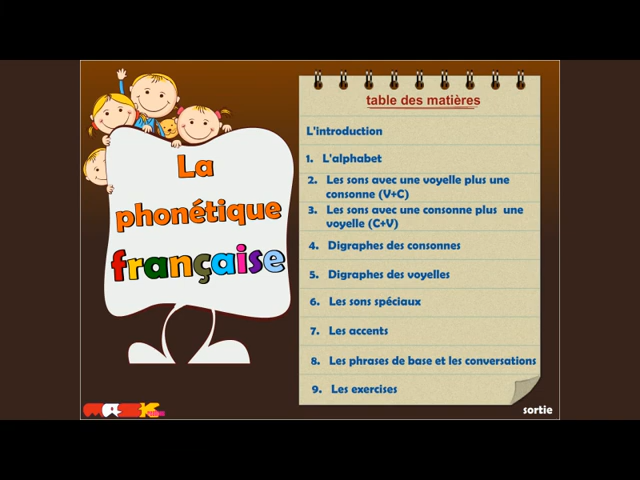 La
phonétique
française
table des matières
L'introduction
1. L'alphabet
2. Les sons avec une voyelle plus une
consonne (V+C)
3. Les sons avec une consonne plus une
voyelle (C+V)
4. Digraphes des consonnes
5. Digraphes des voyelles
6. Les sons spéciaux
7. Les accents
8. Les phrases de base et les conversations
9. Les exercises
sortie